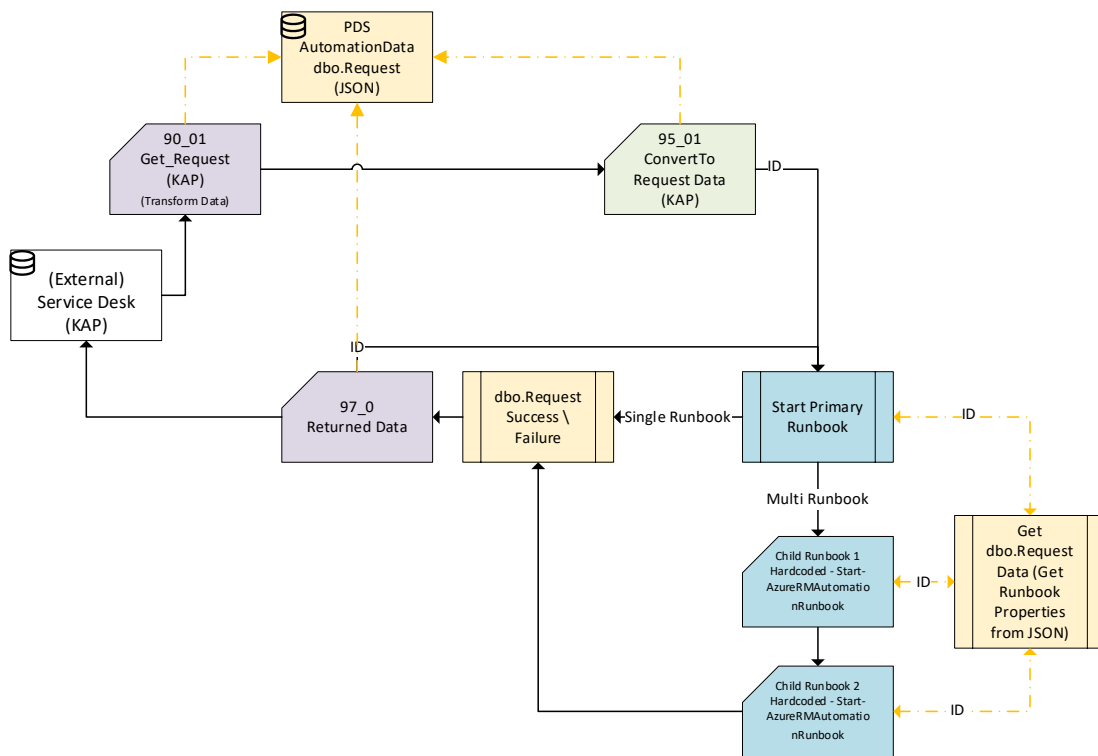 PDS
AutomationData
dbo.Request
(JSON)
90_01
Get_Request
(KAP)
(Transform Data)
95_01
ConvertTo
Request Data
(KAP)
ID
(External)
Service Desk
(KAP)
ID
97_0
Returned Data
dbo.Request
Success \
Failure
Single Runbook
Start Primary
Runbook
ID
Multi Runbook
Child Runbook 1
Hardcoded - Start-
AzureRMAutomatio
nRunbook
ID
Get
dbo.Request
Data (Get
Runbook
Properties
from JSON)
Child Runbook 2
Hardcoded - Start-
AzureRMAutomatio
nRunbook
ID